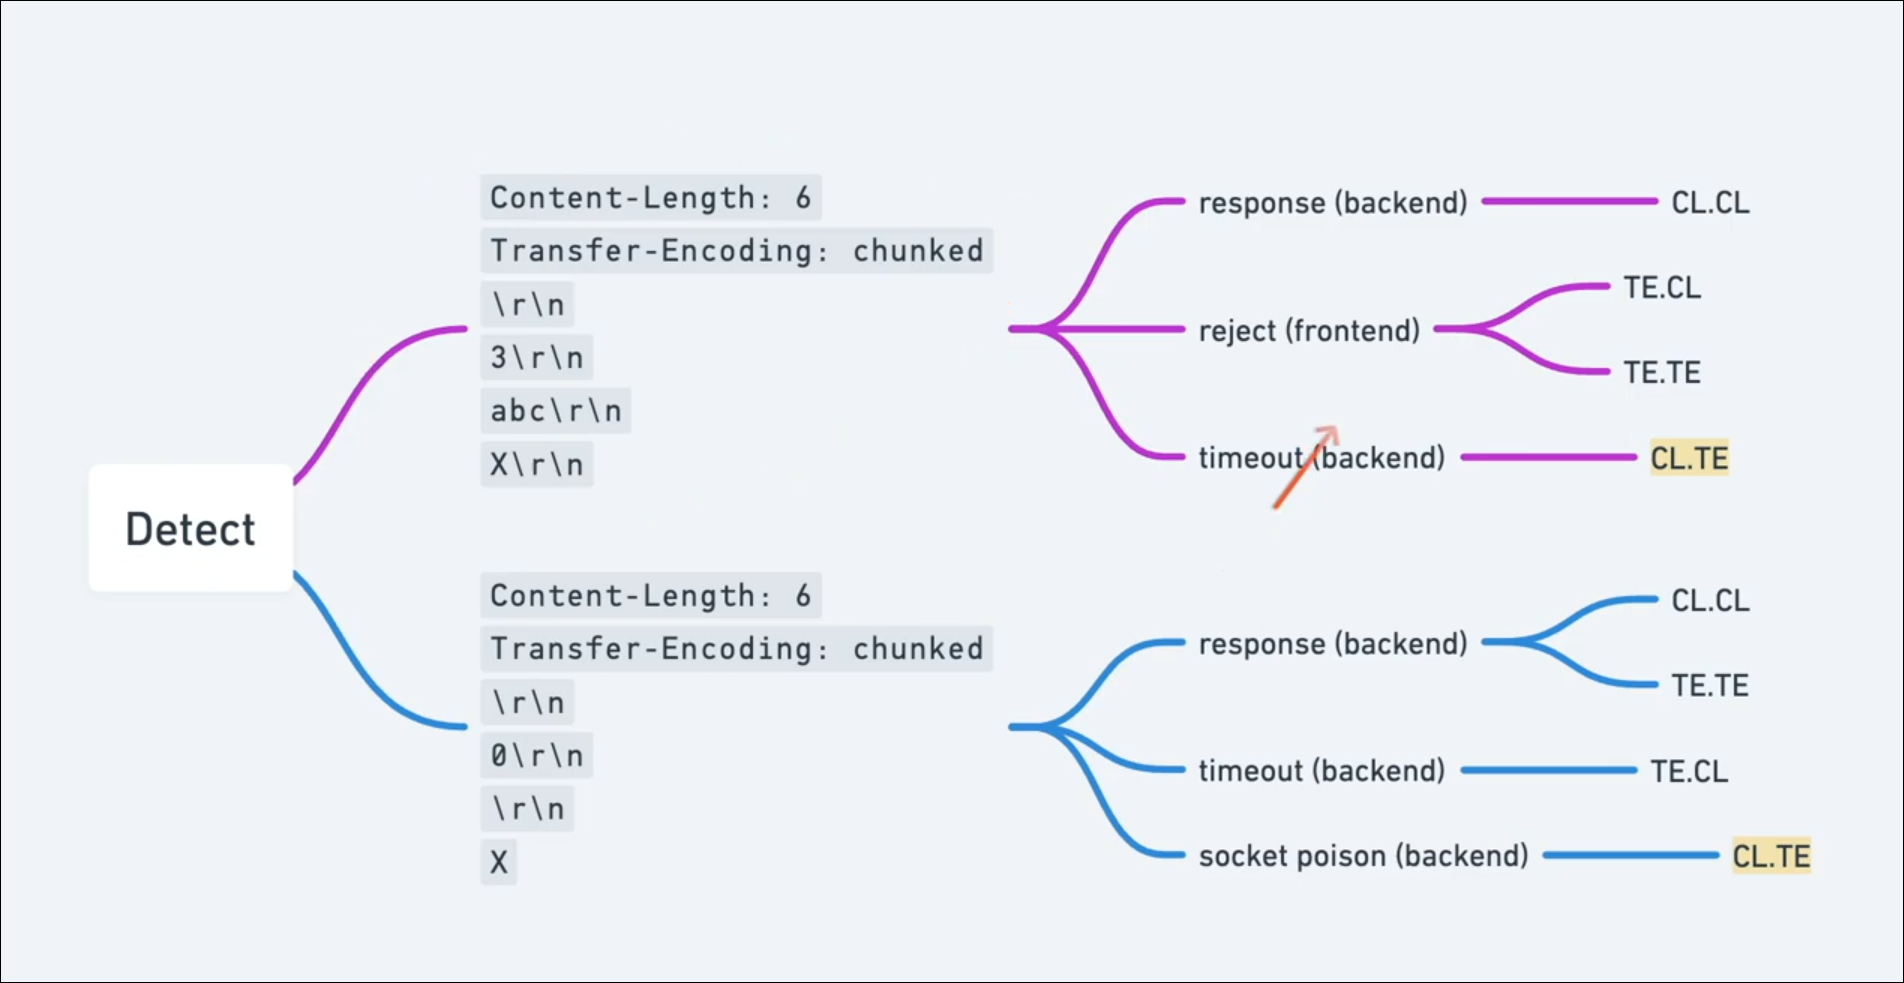 Detect
Content-Length: 6
Transfer-Encoding: chunked
\r\n
3\r\n
abc\r\n
X\r\n
response (backend)
CL.CL
reject (frontend)
TE.CL
TE.TE
timeout (backend)
CL.TE
Content-Length: 6
Transfer-Encoding: chunked
\r\n
0\r\n
\r\n
X
response (backend)
CL.CL
TE.TE
timeout (backend)
TE.CL
socket poison (backend)
CL.TE